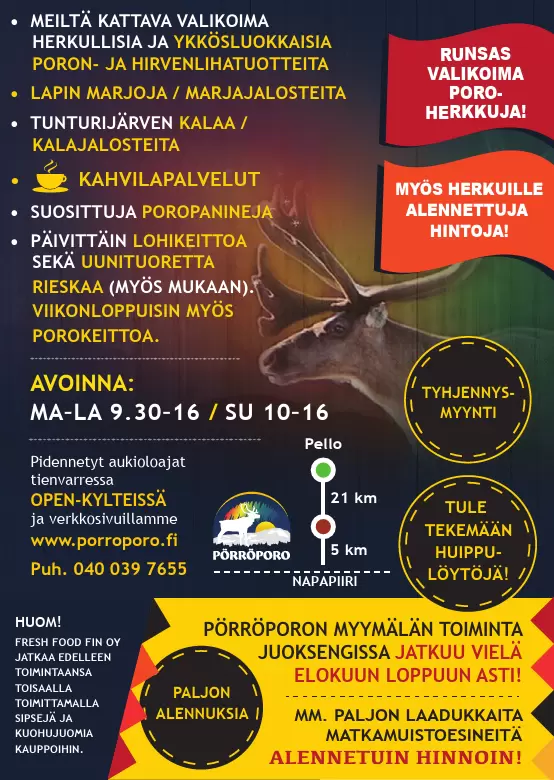 • MEILTÄ KATTAVA VALIKOIMA
HERKULLISIA JA YKKÖSLUOKKAISIA
PORON- JA HIRVENLIHATUOTTEITA
• LAPIN MARJOJA / MARJAJALOSTEITA
• TUNTURIJÄRVEN KALAA /
KALAJALOSTEITA
• KAHVILAPALVELUT
• SUOSITTUJA POROPANINEJA
• PÄIVITTÄIN LOHIKEITTOA
SEKÄ UUNITUORETTA
RIESKAA (MYÖS MUKAAN).
VIIKONLOPPUISIN MYÖS
POROKEITTOA.
RUNSAS
VALIKOIMA
PORO-
HERKKUJA!
MYÖS HERKUILLE
ALENNETTUJA
HINTOJA!
AVOINNA:
MA–LA 9.30–16 / SU 10–16
TYHJENNYS-
MYYNTI
Pidennetyt aukioloajat
tienvarressa
OPEN-KYLTEISSÄ
ja verkkosivuillamme
www.porroporo.fi
Puh. 040 039 7655
PÖRRÖPORO
Pello
21 km
5 km
NAPAPIIRI
TULE
TEKEMÄÄN
HUIPPU-
LÖYTÖJÄ!
HUOM!
FRESH FOOD FIN OY
JATKAA EDELLEEN
TOIMINTAANSA
TOISAALLA
TOIMITTAMALLA
SIPSEJÄ JA
KUOHUJUOMIA
KAUPPOIHIN.
PALJON
ALENNUKSIA
PÖRRÖPORON MYYMÄLÄN TOIMINTA
JUOKSENGISSA JATKUU VIELÄ
ELOKUUN LOPPUUN ASTI!
MM. PALJON LAADUKKAITA
MATKAMUISTOESINEITÄ
ALENNETUIN HINNOIN!